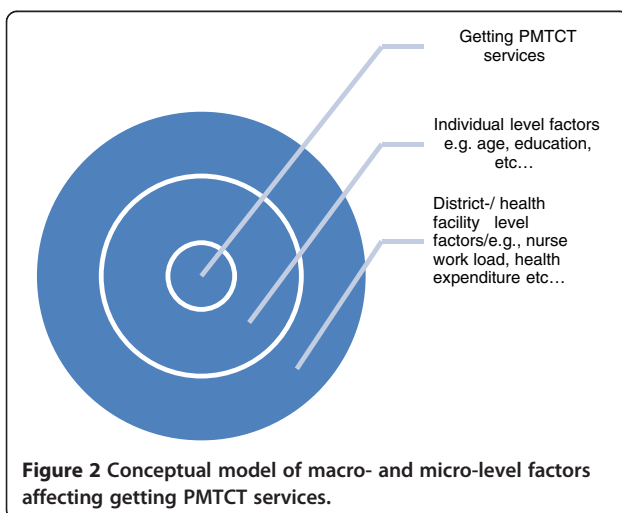 Getting PMTCT
services
Individual level factors
e.g. age, education,
etc...
District-/ health
facility level
factors/e.g., nurse
work load, health
expenditure etc...
Figure 2 Conceptual model of macro- and micro-level factors
affecting getting PMTCT services.